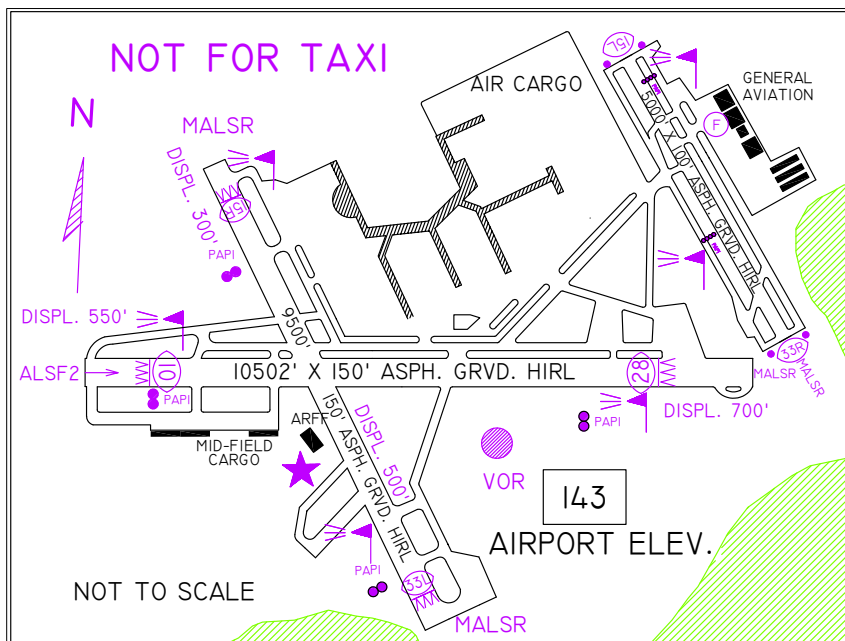 NOT FOR TAXI
15L
AIR CARGO
GENERAL
AVIATION
N
MALSR
F
5000 X 100' ASPH. GRVD. HIRL
PAPI
DISPL. 300'
15R
PAPI
PAPI
DISPL. 550'
9500'
ALSF2
10
10502' X 150' ASPH. GRVD. HIRL
28
33R
MALSR
MALSR
PAPI
DISPL. 700'
ARFF
150' ASPH. GRVD. HIRL
DISPL. 500'
PAPI
MID-FIELD
CARGO
VOR
143
AIRPORT ELEV.
PAPI
33L
NOT TO SCALE
MALSR